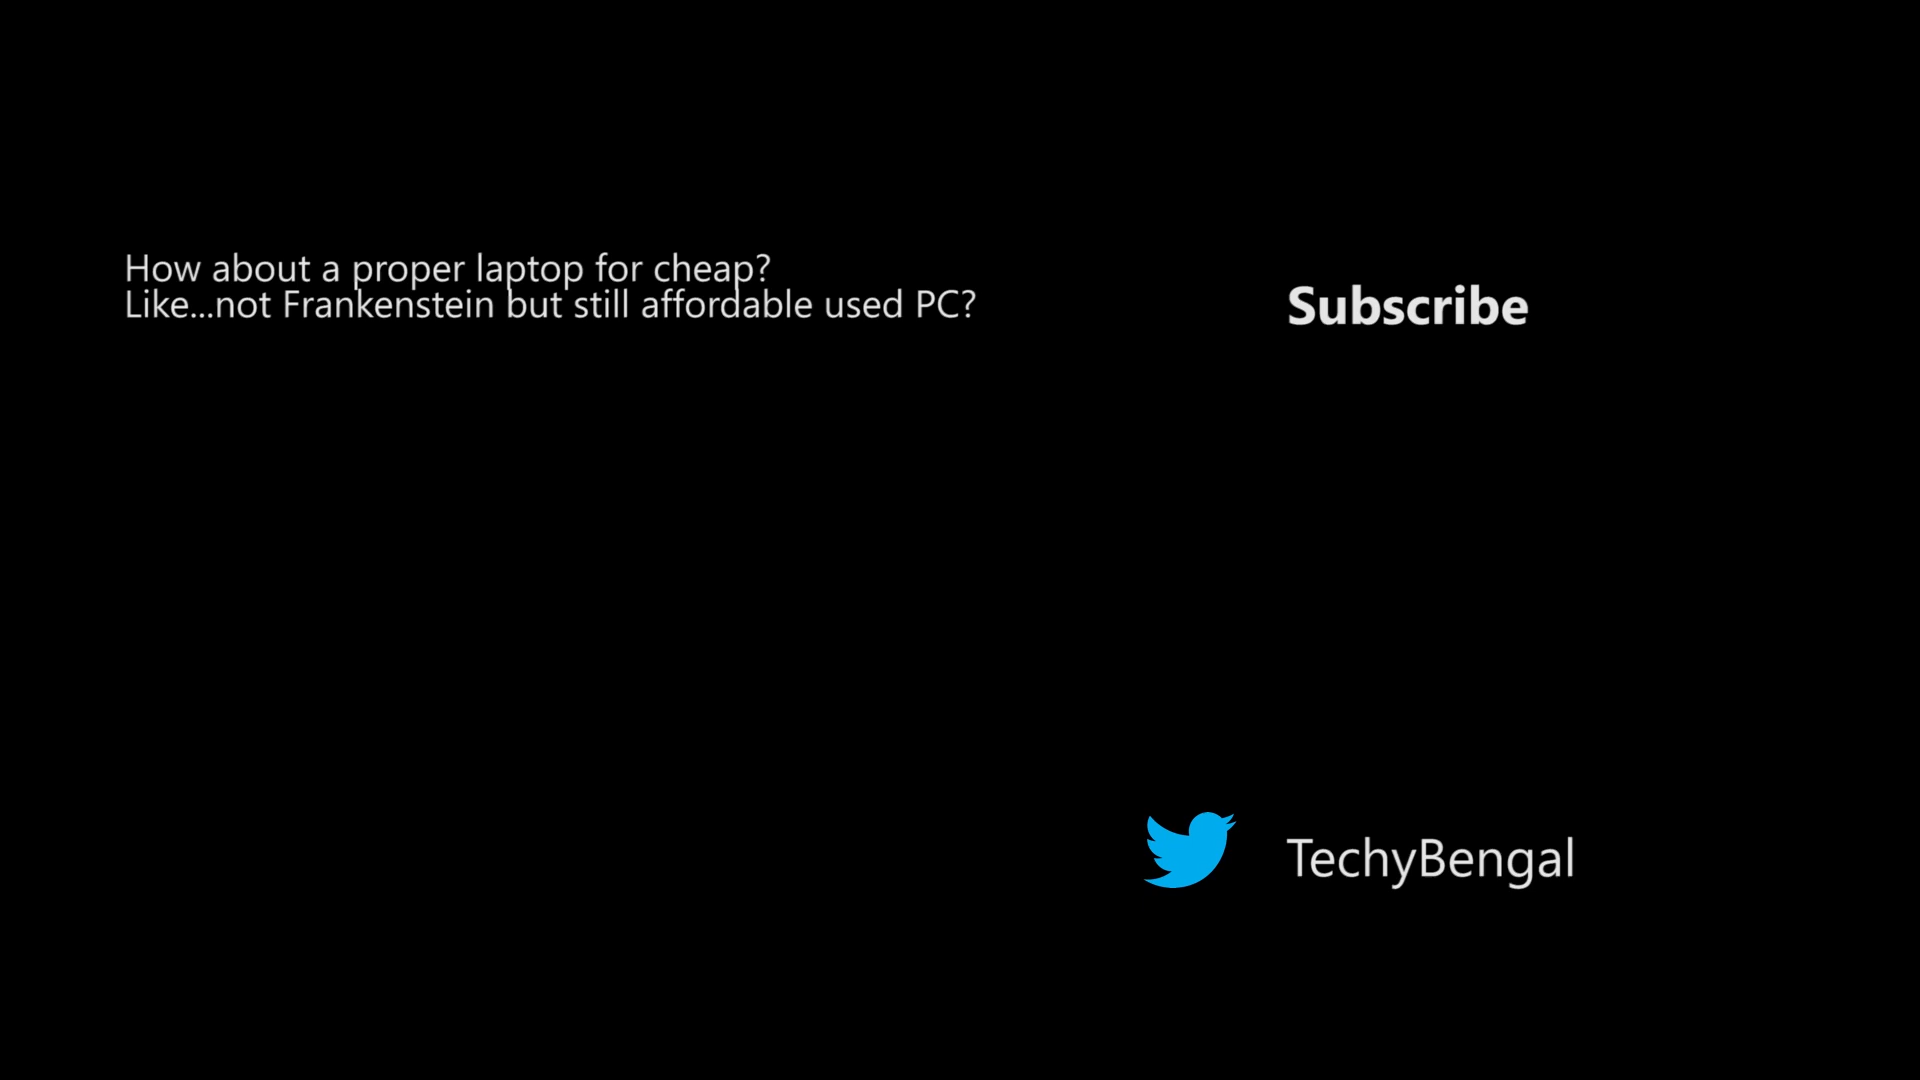 How about a proper laptop for cheap?
Like...not Frankenstein but still affordable used PC?
Subscribe
TechyBengal